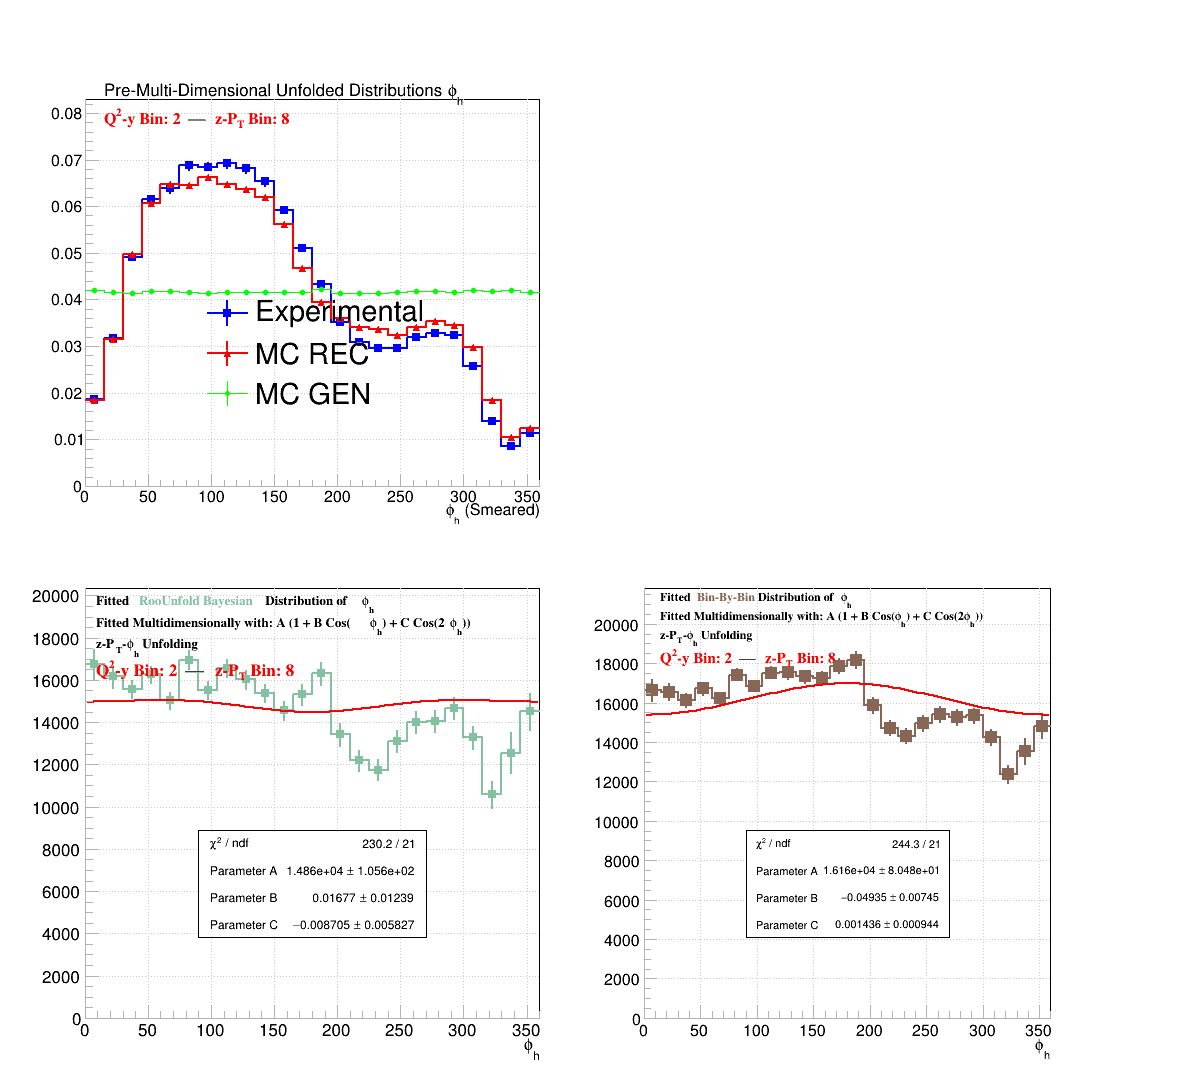 Pre-Multi-Dimensional Unfolded Distributions ϕh
Q2-y Bin: 2 — z-PT Bin: 8
0.08
0.07
0.06
0.05
0.04
0.03
0.02
0.01
0
Experimental
MC REC
MC GEN
0 50 100 150 200 250 300 350
ϕh (Smeared)
Fitted RooUnfold Bayesian Distribution of ϕh
Fitted Multidimensionally with: A (1 + B Cos(ϕh) + C Cos(2 ϕh))
z-PT-ϕh Unfolding
Q2-y Bin: 2 — z-PT Bin: 8
20000
18000
16000
14000
12000
10000
8000
6000
4000
2000
0
χ2 / ndf 230.2 / 21
Parameter A 1.486e+04 ± 1.056e+02
Parameter B 0.01677 ± 0.01239
Parameter C −0.008705 ± 0.005827
0 50 100 150 200 250 300 350
ϕh
Fitted Bin-By-Bin Distribution of ϕh
Fitted Multidimensionally with: A (1 + B Cos(ϕh) + C Cos(2ϕh))
z-PT-ϕh Unfolding
Q2-y Bin: 2 — z-PT Bin: 8
20000
18000
16000
14000
12000
10000
8000
6000
4000
2000
0
χ2 / ndf 244.3 / 21
Parameter A 1.616e+04 ± 8.048e+01
Parameter B −0.04935 ± 0.00745
Parameter C 0.001436 ± 0.000944
0 50 100 150 200 250 300 350
ϕh